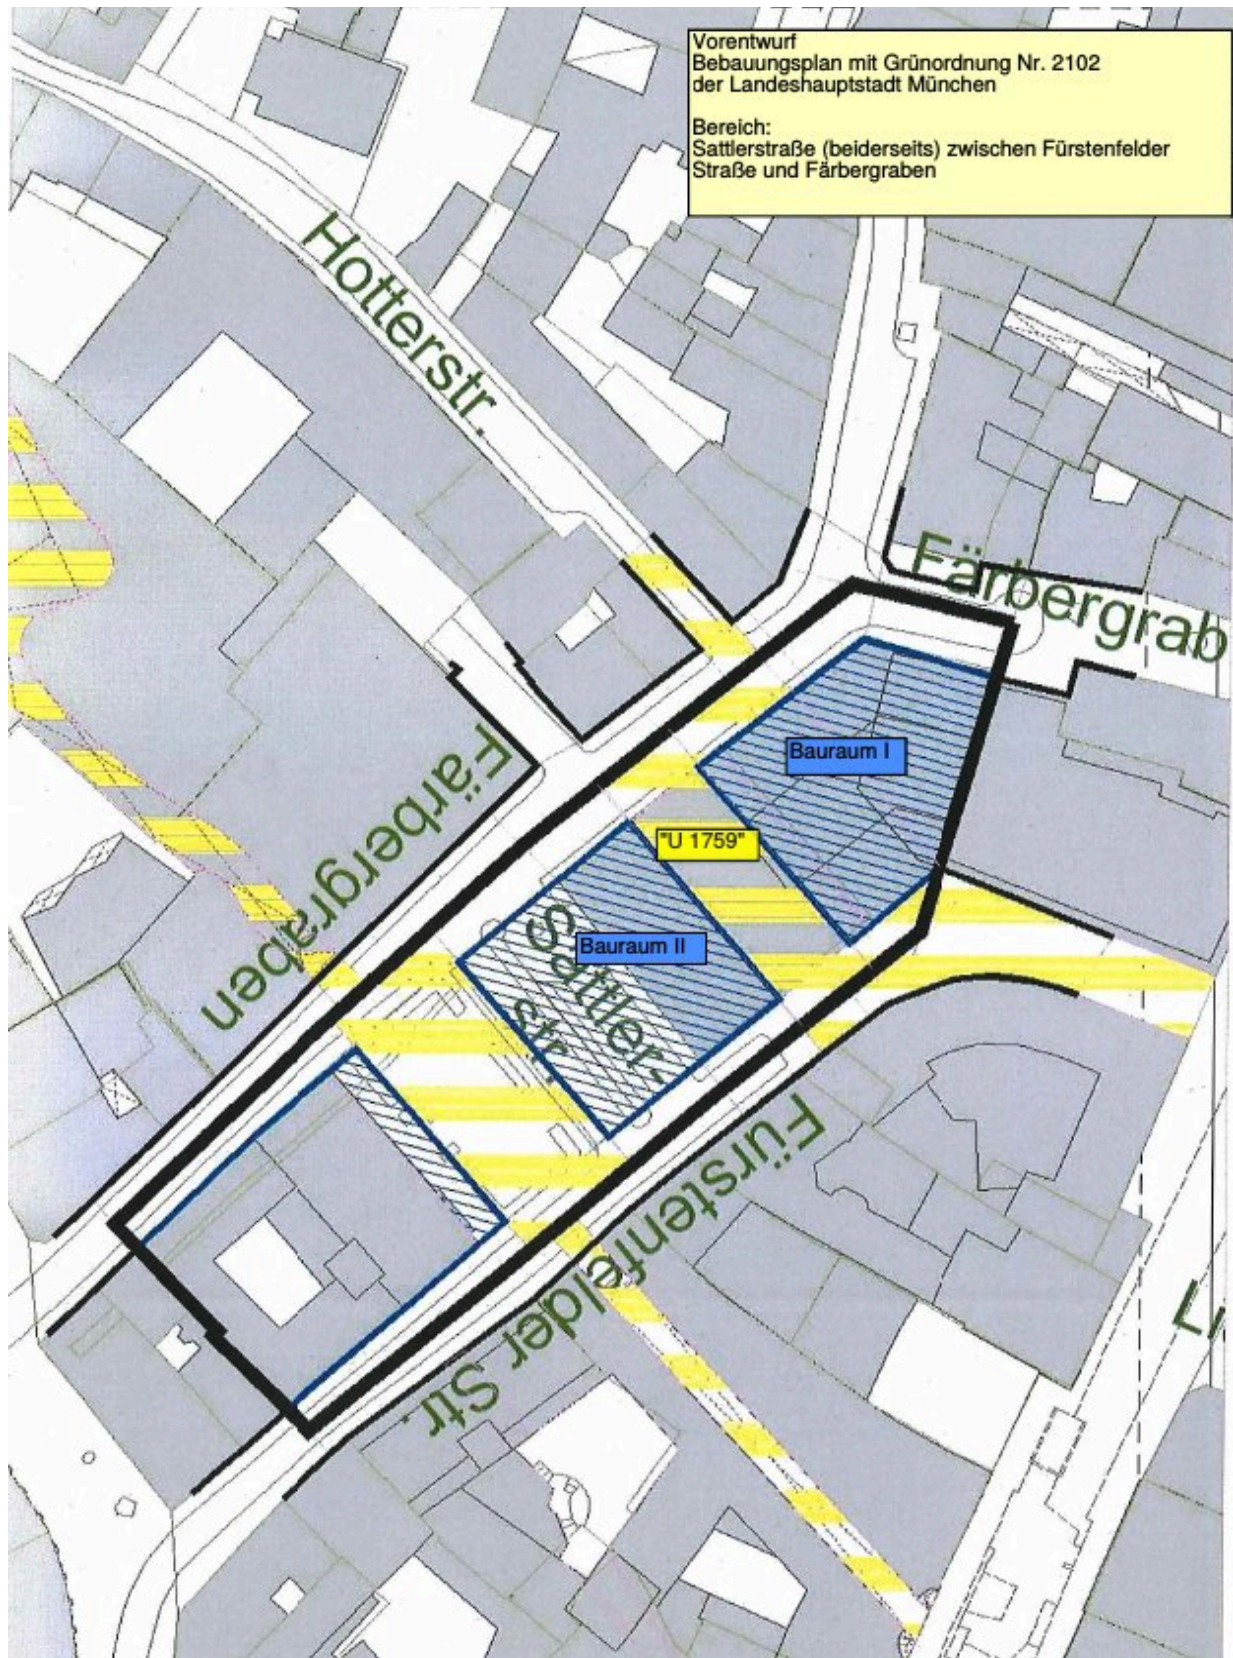 Vorentwurf
Bebauungsplan mit Grünordnung Nr. 2102
der Landeshauptstadt München
Bereich:
Sattlerstraße (beiderseits) zwischen Fürstenfelder
Straße und Färbergraben
Hotterstr.
Färbergrab
Bauraum I
Färbergraben
"U 1759"
Sattler-
str.
Bauraum II
Fürstenfelder Str.
Li